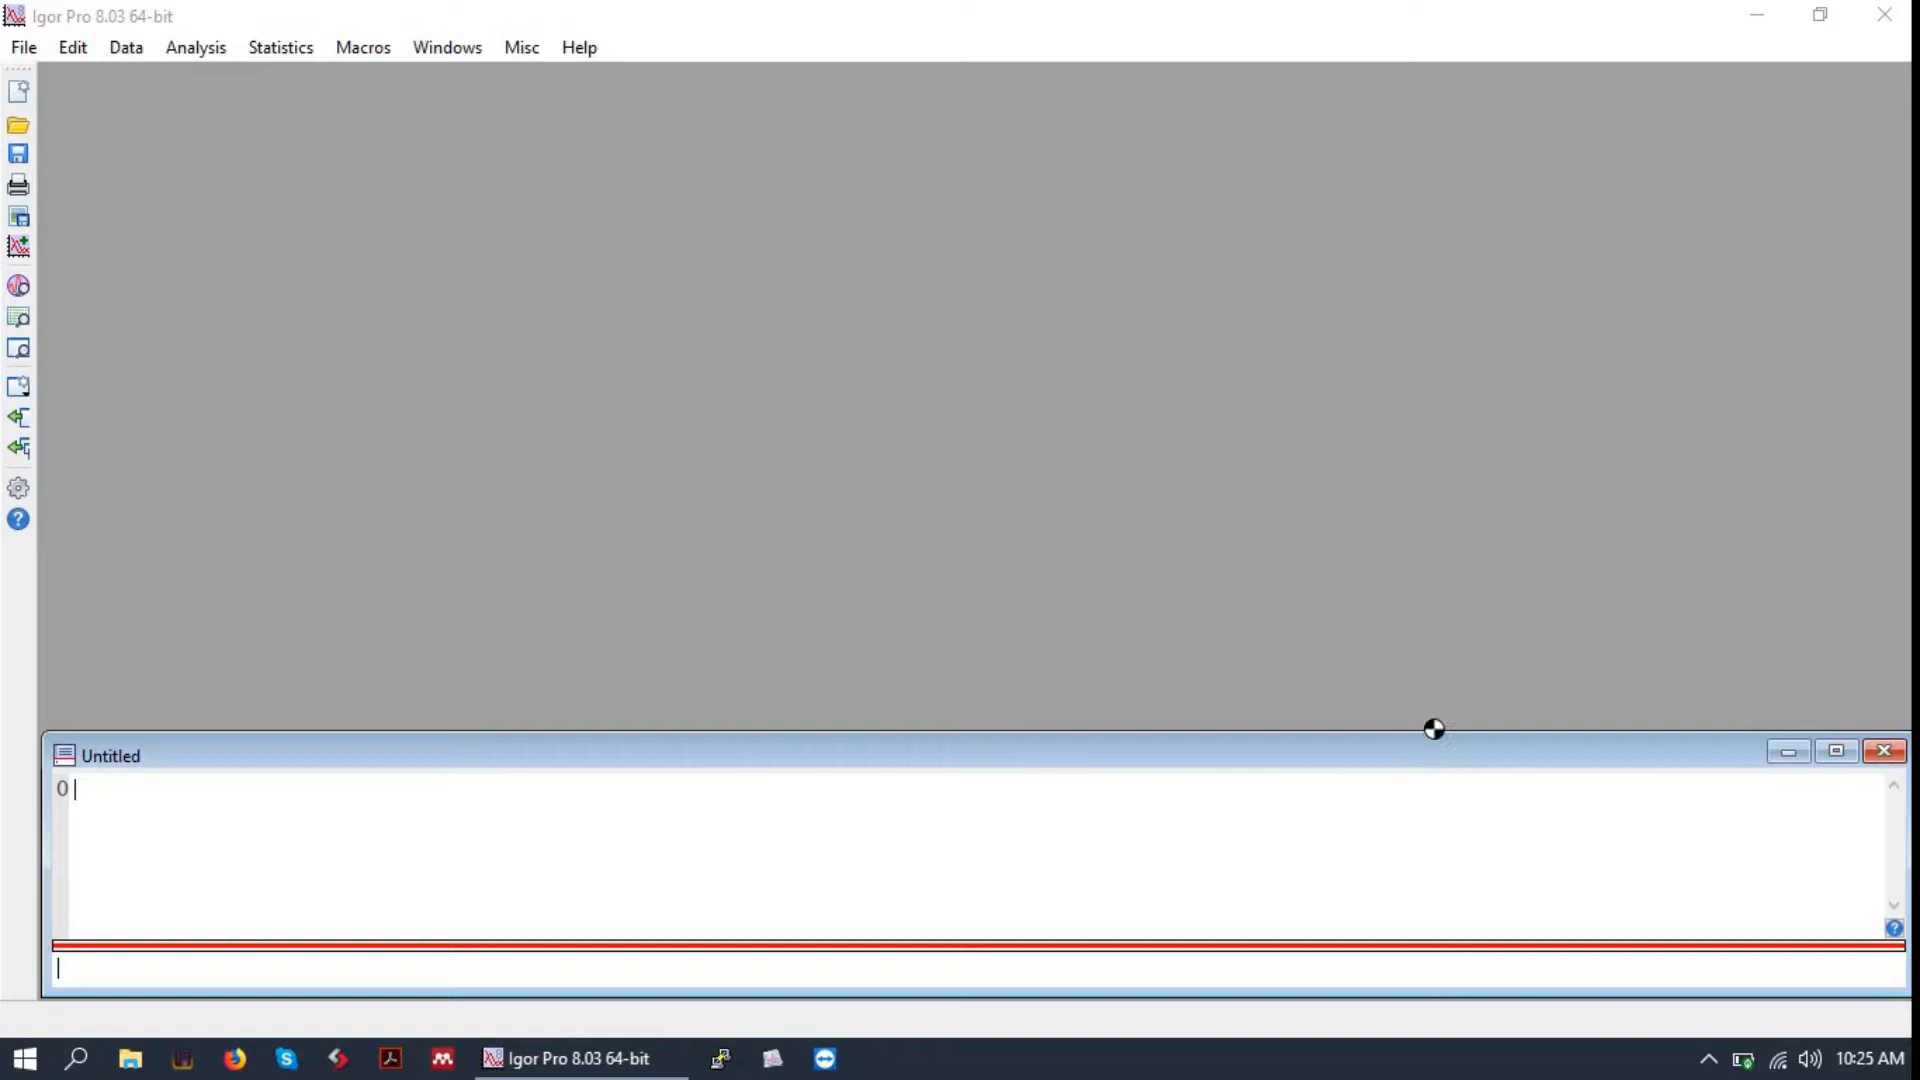 Igor Pro 8.03 64-bit
File Edit Data Analysis Statistics Macros Windows Misc Help
Untitled
0
Igor Pro 8.03 64-bit
10:25 AM